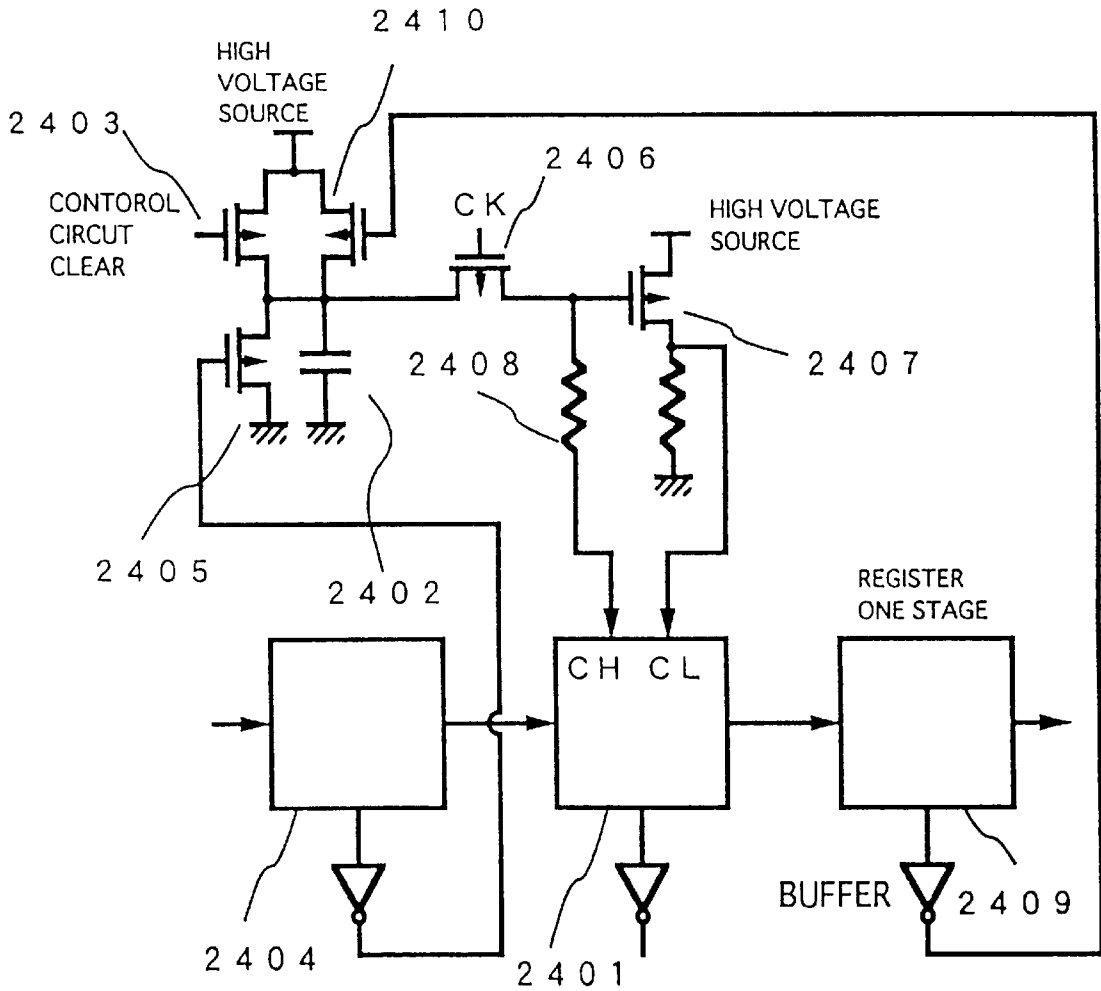 2410
HIGH
VOLTAGE
SOURCE
2403
2406
CONTOROL
CIRCUT
CLEAR
CK
HIGH VOLTAGE
SOURCE
2408
2407
2405
2402
REGISTER
ONE STAGE
CH CL
BUFFER
2409
2404
2401